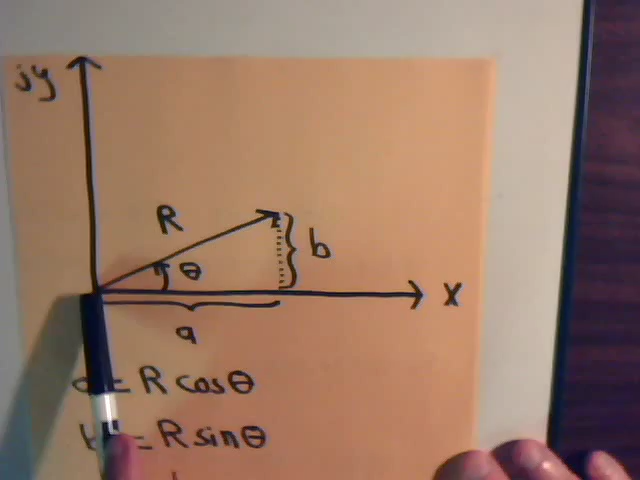 jy
R
b
θ
x
a
= R cosθ
= R sinθ